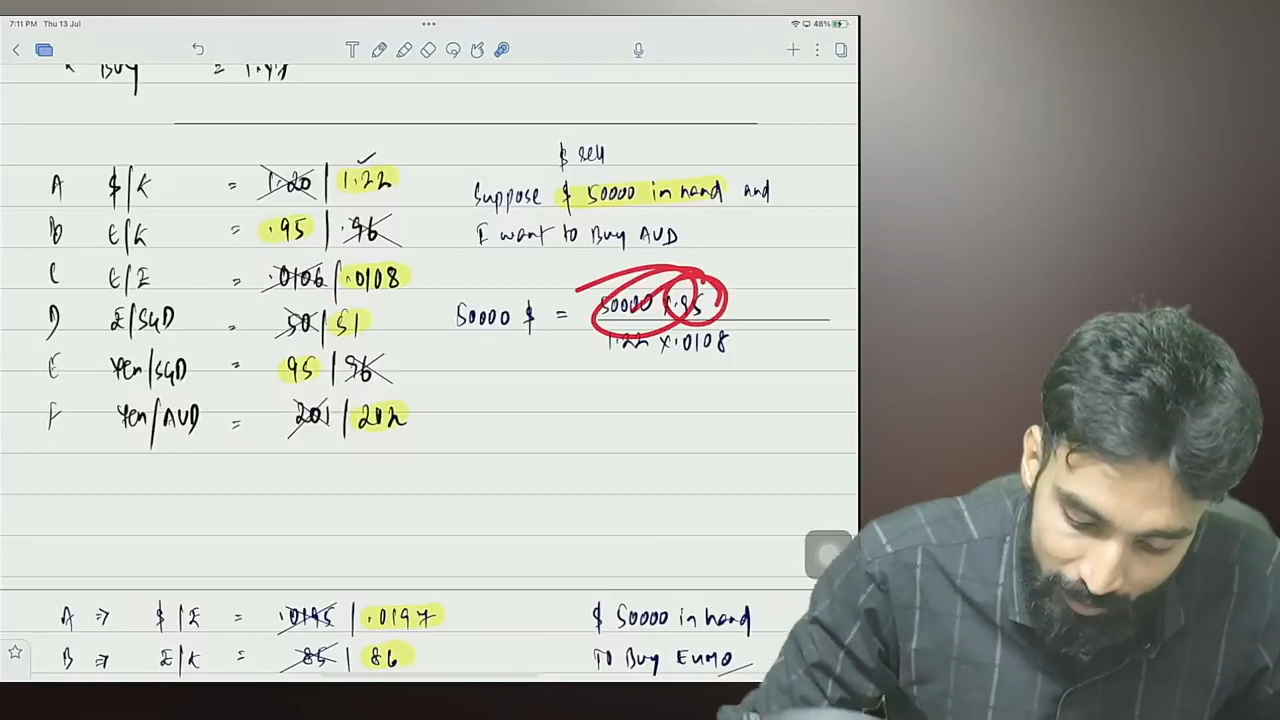 7:11 PM Thu 13 Jul
48%
Buy =
$ sell
A $/K = 1.20 | 1.22
Suppose $ 50000 in hand and
B €/K = .95 | .96
I want to Buy AUD
C €/£ = .0106 | .0108
50000 $ = 50000 x .95
1.22 x .0108
D £/SGD = 50 | 51
E Yen/SGD = 95 | 96
F Yen/AUD = 201 | 202
A ⇒ $/£ = .0195 | .0197
$ 50000 in hand
B ⇒ £/K = 85 | 86
To Buy EURO